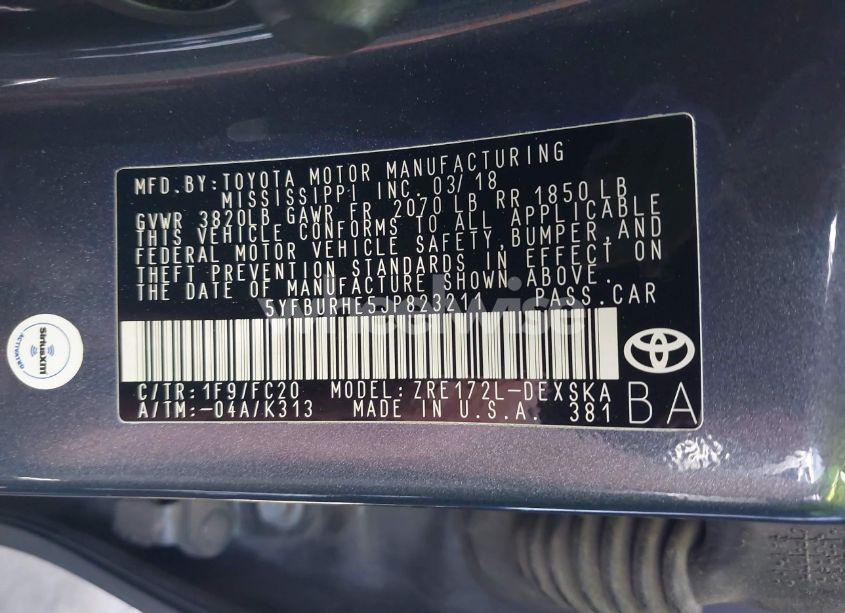 MFD. BY: TOYOTA MOTOR MANUFACTURING
MISSISSIPPI INC. 03/18
GVWR 3820LB GAWR FR 2070 LB RR 1850 LB
THIS VEHICLE CONFORMS TO ALL APPLICABLE
FEDERAL MOTOR VEHICLE SAFETY, BUMPER, AND
THEFT PREVENTION STANDARDS IN EFFECT ON
THE DATE OF MANUFACTURE SHOWN ABOVE.
PASS. CAR
wheelwise
C/TR: 1F9/FC20 MODEL: ZRE172L-DEXSKA
A/TM: -04A/K313 MADE IN U.S.A. 381
BA
SiriusXM
ACTIVATED